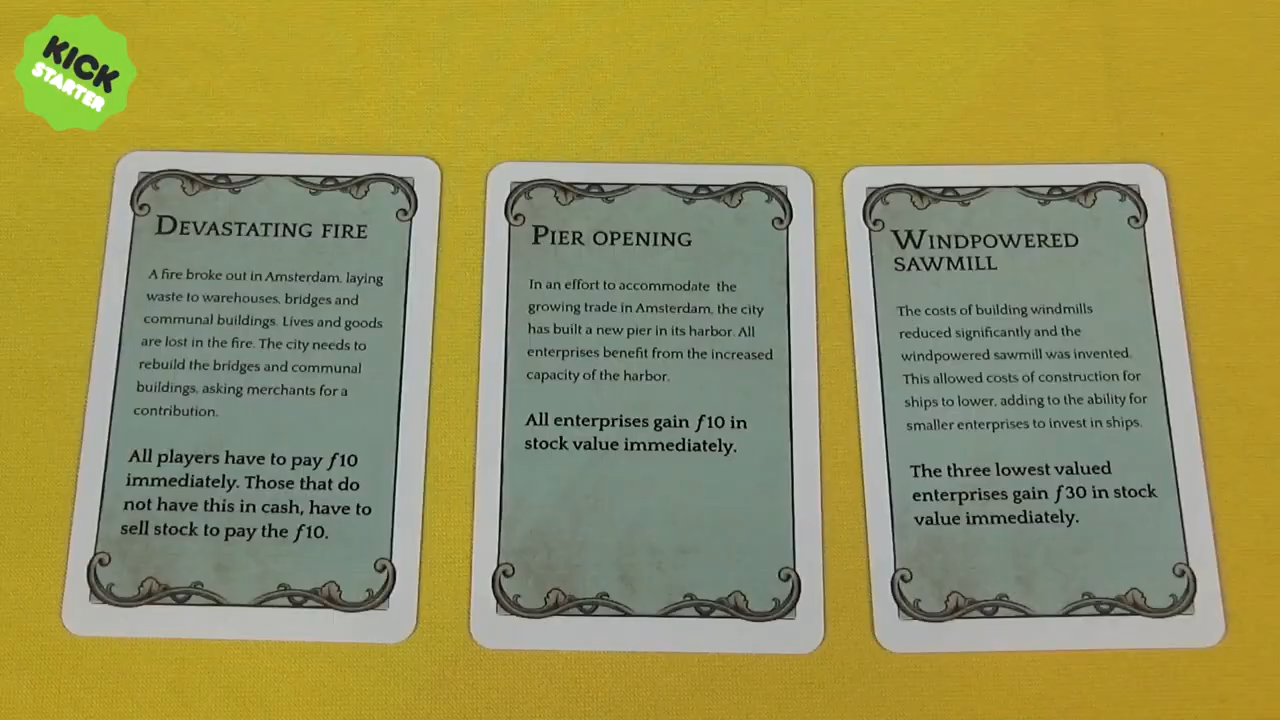 KICK
STARTER
DEVASTATING FIRE
A fire broke out in Amsterdam, laying
waste to warehouses, bridges and
communal buildings. Lives and goods
are lost in the fire. The city needs to
rebuild the bridges and communal
buildings, asking merchants for a
contribution.
All players have to pay ƒ10
immediately. Those that do
not have this in cash, have to
sell stock to pay the ƒ10.
PIER OPENING
In an effort to accommodate the
growing trade in Amsterdam, the city
has built a new pier in its harbor. All
enterprises benefit from the increased
capacity of the harbor.
All enterprises gain ƒ10 in
stock value immediately.
WINDPOWERED
SAWMILL
The costs of building windmills
reduced significantly and the
windpowered sawmill was invented.
This allowed costs of construction for
ships to lower, adding to the ability for
smaller enterprises to invest in ships.
The three lowest valued
enterprises gain ƒ30 in stock
value immediately.